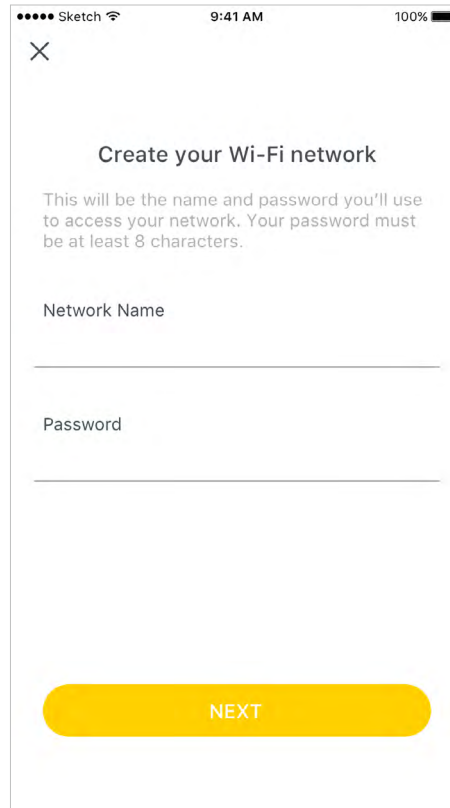 Sketch 9:41 AM 100%
Create your Wi-Fi network
This will be the name and password you'll use
to access your network. Your password must
be at least 8 characters.
Network Name
Password
NEXT